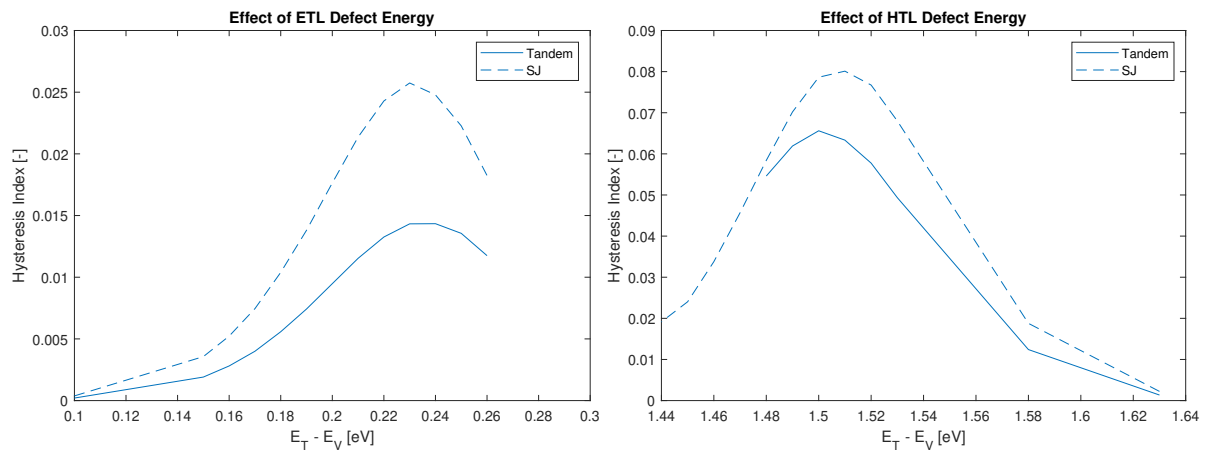 Effect of ETL Defect Energy
0.03
0.025
0.02
0.015
0.01
0.005
0
Hysteresis Index [-]
Tandem
SJ
0.1 0.12 0.14 0.16 0.18 0.2 0.22 0.24 0.26 0.28 0.3
E_T - E_V [eV]
Effect of HTL Defect Energy
0.09
0.08
0.07
0.06
0.05
0.04
0.03
0.02
0.01
0
Hysteresis Index [-]
Tandem
SJ
1.44 1.46 1.48 1.5 1.52 1.54 1.56 1.58 1.6 1.62 1.64
E_T - E_V [eV]